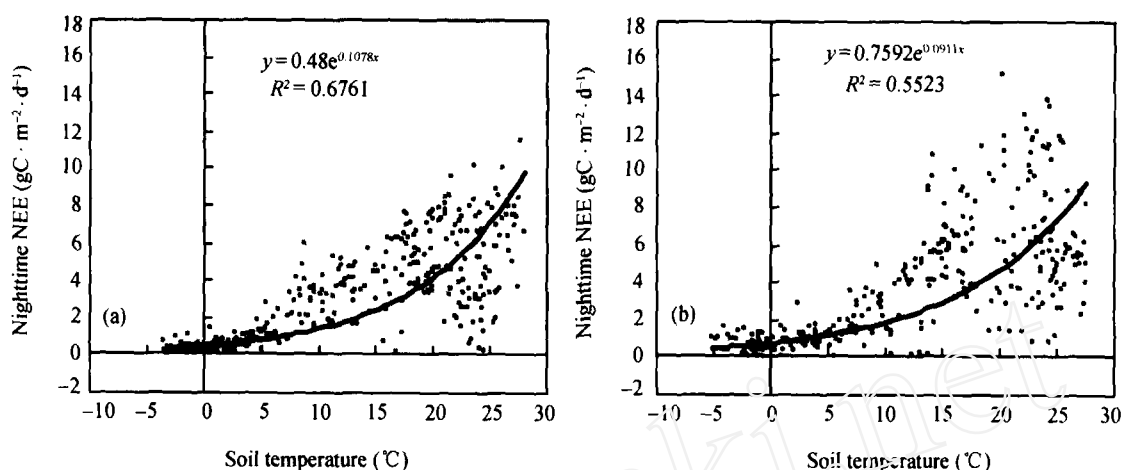 18
16
14
12
10
8
6
4
2
0
−2
Nighttime NEE (gC · m⁻² · d⁻¹)
y = 0.48e^0.1078x
R² = 0.6761
(a)
−10 −5 0 5 10 15 20 25 30
Soil temperature (℃)
18
16
14
12
10
8
6
4
2
0
−2
Nighttime NEE (gC · m⁻² · d⁻¹)
y = 0.7592e^0.0911x
R² = 0.5523
(b)
−10 −5 0 5 10 15 20 25 30
Soil temperature (℃)